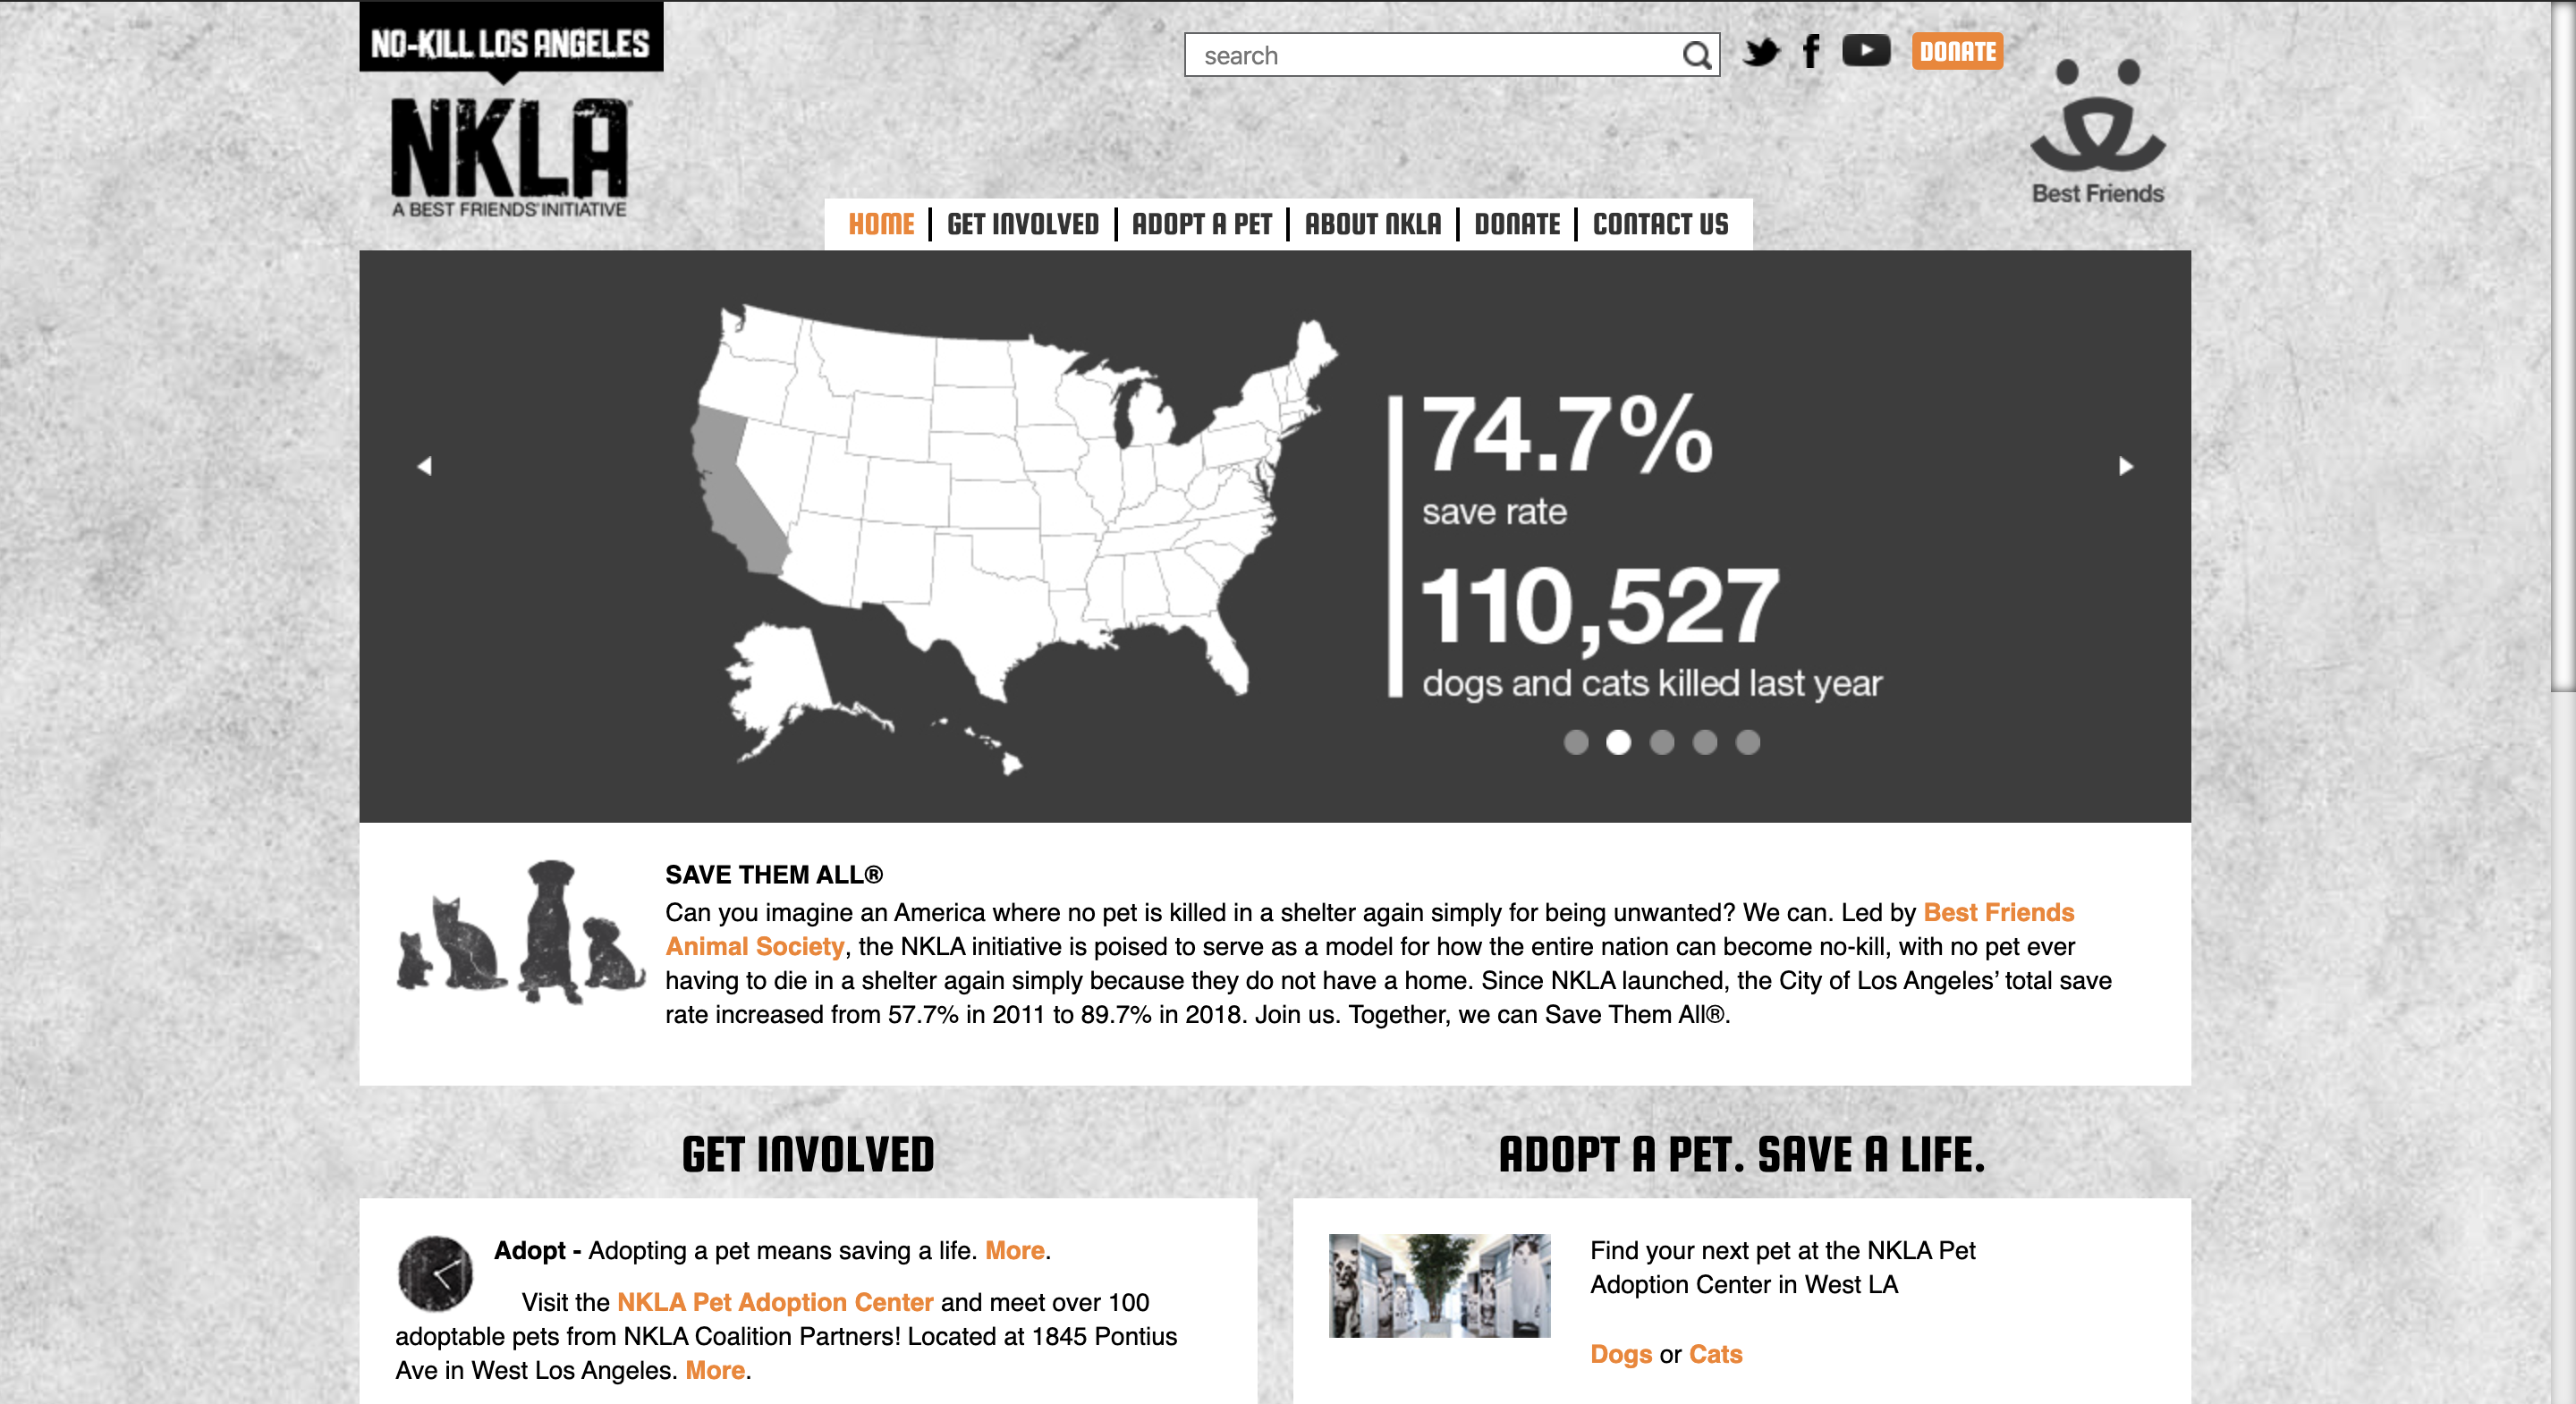 NO-KILL LOS ANGELES
NKLA®
A BEST FRIENDS® INITIATIVE
search
DONATE
Best Friends
HOME | GET INVOLVED | ADOPT A PET | ABOUT NKLA | DONATE | CONTACT US
74.7%
save rate
110,527
dogs and cats killed last year
SAVE THEM ALL®
Can you imagine an America where no pet is killed in a shelter again simply for being unwanted? We can. Led by Best Friends
Animal Society, the NKLA initiative is poised to serve as a model for how the entire nation can become no-kill, with no pet ever
having to die in a shelter again simply because they do not have a home. Since NKLA launched, the City of Los Angeles’ total save
rate increased from 57.7% in 2011 to 89.7% in 2018. Join us. Together, we can Save Them All®.
GET INVOLVED
Adopt - Adopting a pet means saving a life. More.
Visit the NKLA Pet Adoption Center and meet over 100
adoptable pets from NKLA Coalition Partners! Located at 1845 Pontius
Ave in West Los Angeles. More.
ADOPT A PET. SAVE A LIFE.
Find your next pet at the NKLA Pet
Adoption Center in West LA
Dogs or Cats